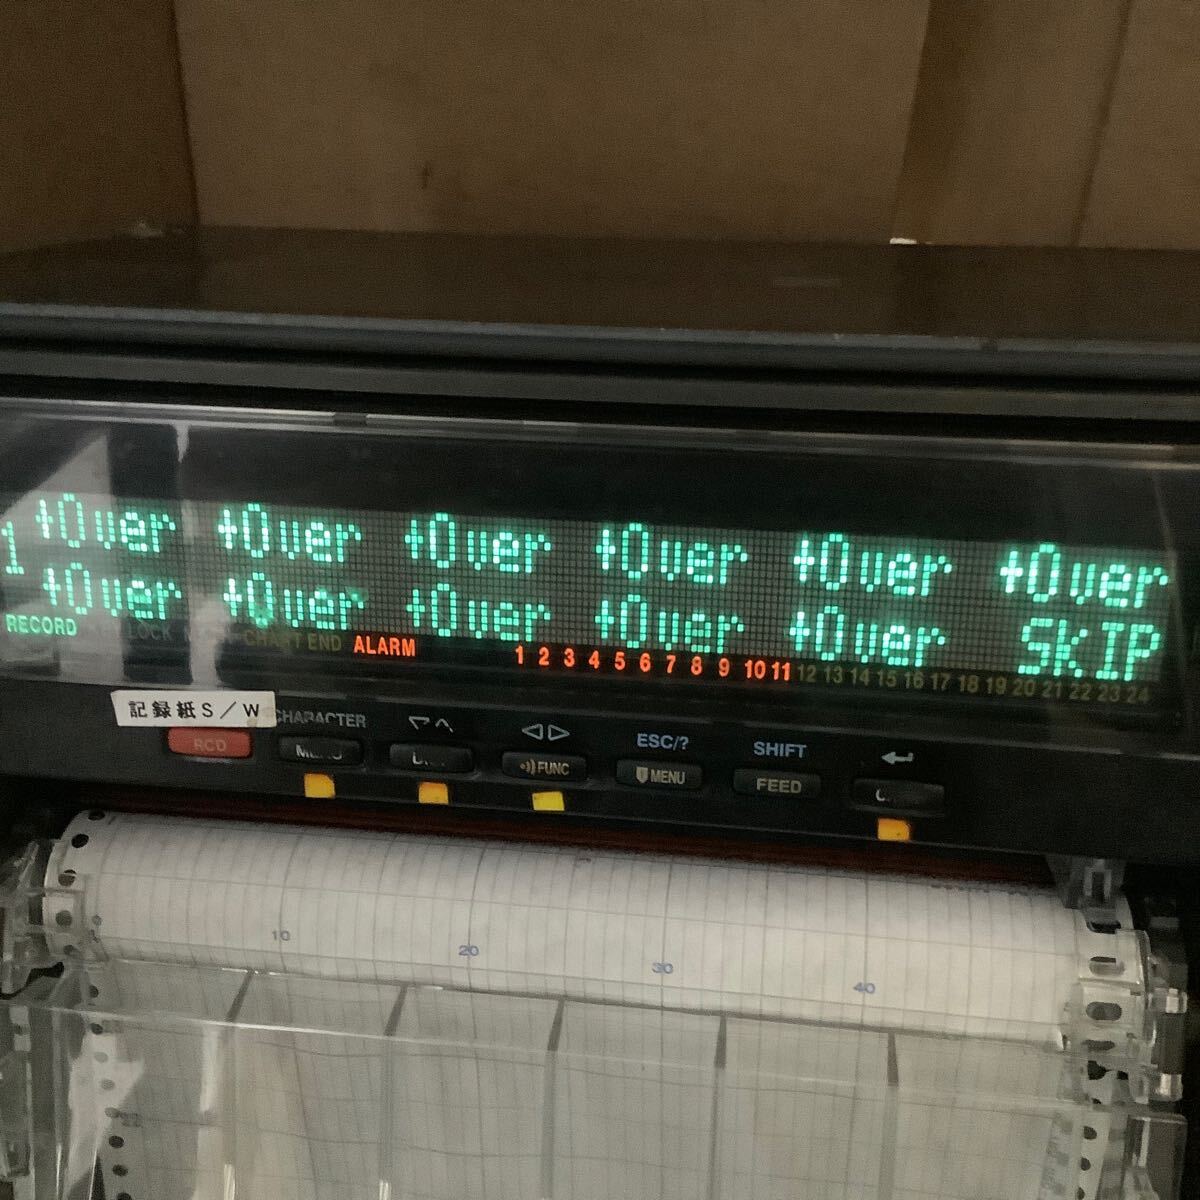 1 +Over +Over +Over +Over +Over +Over
+Over +Over +Over +Over +Over SKIP
RECORD LOCK CHART END ALARM 1 2 3 4 5 6 7 8 9 10 11 12 13 14 15 16 17 18 19 20 21 22 23 24
記録紙S/W CHARACTER ESC/? SHIFT
RCD MENU FUNC MENU FEED
10 20 30 40